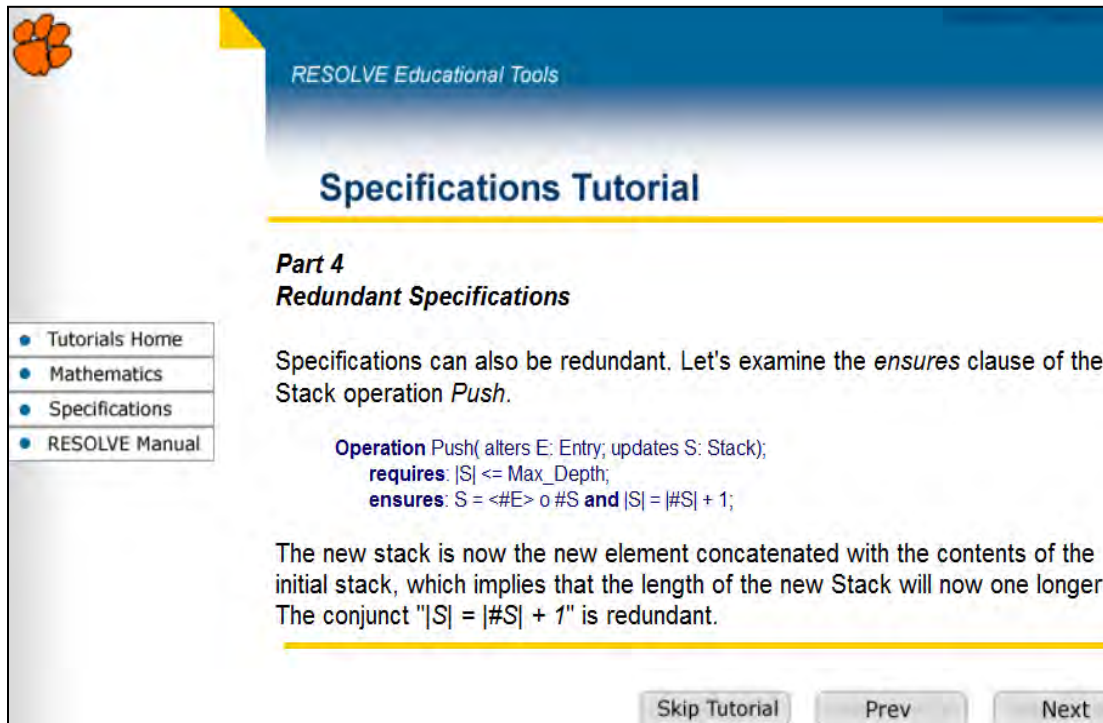 RESOLVE Educational Tools
Specifications Tutorial
Part 4
Redundant Specifications
• Tutorials Home
• Mathematics
• Specifications
• RESOLVE Manual
Specifications can also be redundant. Let's examine the ensures clause of the
Stack operation Push.
Operation Push( alters E: Entry; updates S: Stack);
requires: |S| <= Max_Depth;
ensures: S = <#E> o #S and |S| = |#S| + 1;
The new stack is now the new element concatenated with the contents of the
initial stack, which implies that the length of the new Stack will now one longer
The conjunct "|S| = |#S| + 1" is redundant.
Skip Tutorial Prev Next